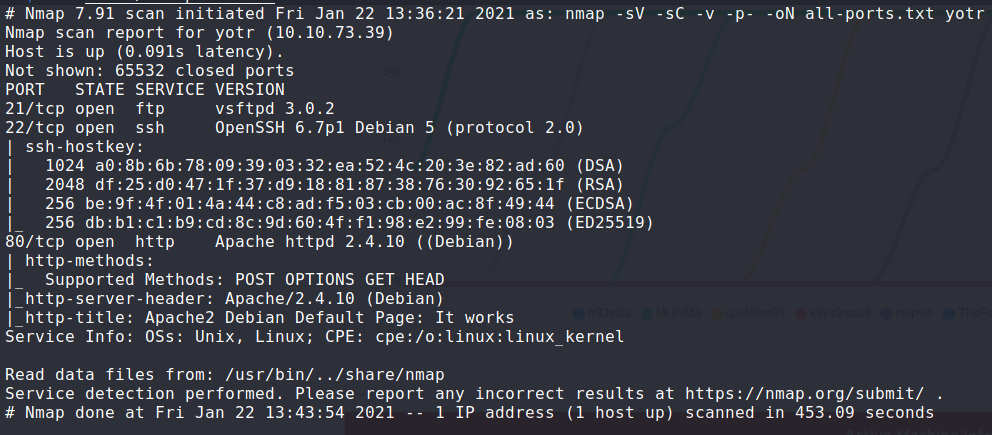 # Nmap 7.91 scan initiated Fri Jan 22 13:36:21 2021 as: nmap -sV -sC -v -p- -oN all-ports.txt yotr
Nmap scan report for yotr (10.10.73.39)
Host is up (0.091s latency).
Not shown: 65532 closed ports
PORT   STATE SERVICE VERSION
21/tcp open  ftp     vsftpd 3.0.2
22/tcp open  ssh     OpenSSH 6.7p1 Debian 5 (protocol 2.0)
| ssh-hostkey:
|   1024 a0:8b:6b:78:09:39:03:32:ea:52:4c:20:3e:82:ad:60 (DSA)
|   2048 df:25:d0:47:1f:37:d9:18:81:87:38:76:30:92:65:1f (RSA)
|   256 be:9f:4f:01:4a:44:c8:ad:f5:03:cb:00:ac:8f:49:44 (ECDSA)
|_  256 db:b1:c1:b9:cd:8c:9d:60:4f:f1:98:e2:99:fe:08:03 (ED25519)
80/tcp open  http    Apache httpd 2.4.10 ((Debian))
| http-methods:
|_  Supported Methods: POST OPTIONS GET HEAD
|_http-server-header: Apache/2.4.10 (Debian)
|_http-title: Apache2 Debian Default Page: It works
Service Info: OSs: Unix, Linux; CPE: cpe:/o:linux:linux_kernel
Read data files from: /usr/bin/../share/nmap
Service detection performed. Please report any incorrect results at https://nmap.org/submit/ .
# Nmap done at Fri Jan 22 13:43:54 2021 -- 1 IP address (1 host up) scanned in 453.09 seconds